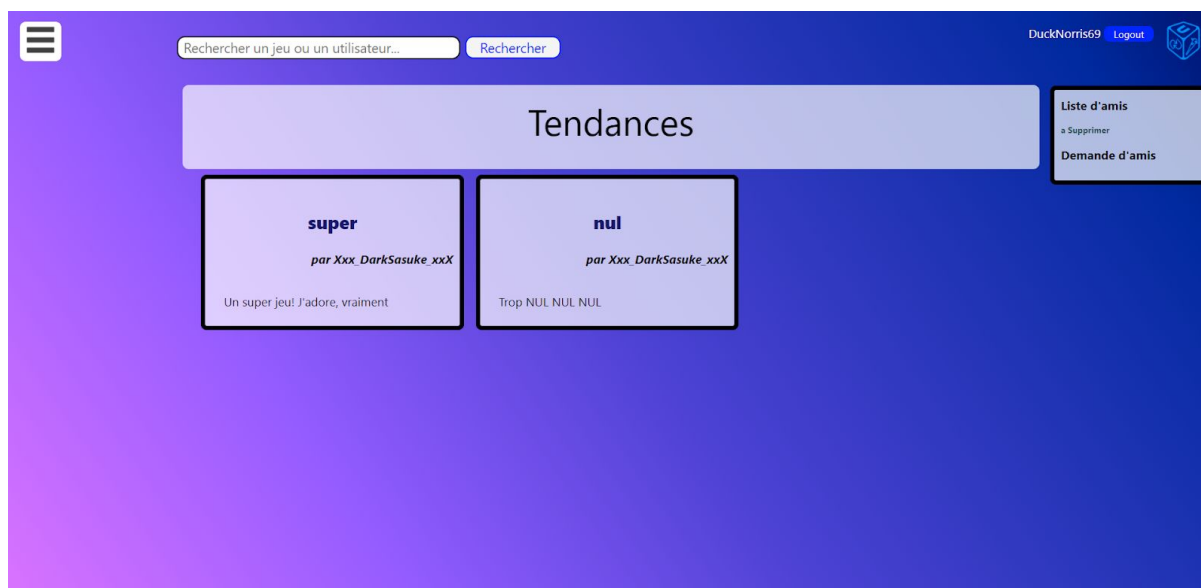 Rechercher un jeu ou un utilisateur...
Rechercher
DuckNorris69 Logout
Tendances
Liste d'amis
a Supprimer
Demande d'amis
super
par Xxx_DarkSasuke_xxX
Un super jeu! J'adore, vraiment
nul
par Xxx_DarkSasuke_xxX
Trop NUL NUL NUL